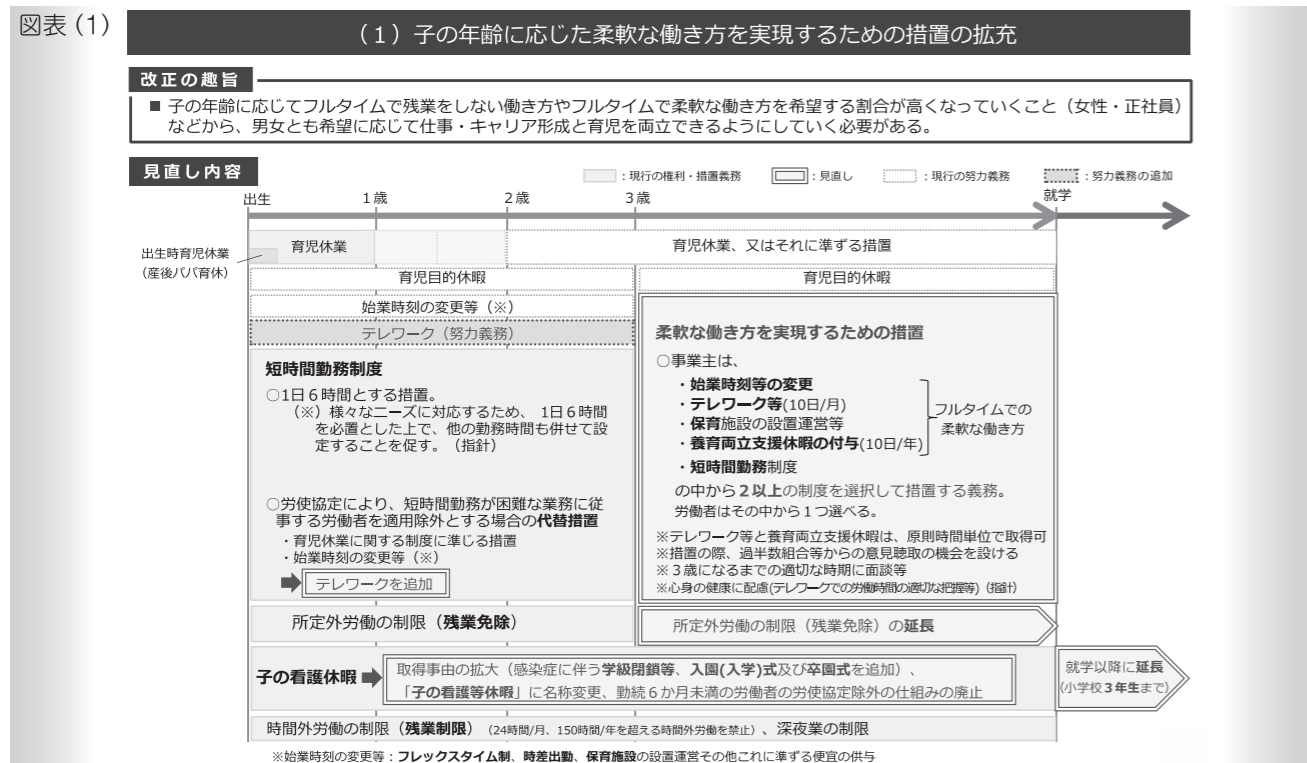 図表 (1)
（１）子の年齢に応じた柔軟な働き方を実現するための措置の拡充
改正の趣旨
■ 子の年齢に応じてフルタイムで残業をしない働き方やフルタイムで柔軟な働き方を希望する割合が高くなっていくこと（女性・正社員）
などから、男女とも希望に応じて仕事・キャリア形成と育児を両立できるようにしていく必要がある。
見直し内容
：現行の権利・措置義務 ：見直し ：現行の努力義務 ：努力義務の追加
出生 １歳 ２歳 ３歳 就学
出生時育児休業
（産後パパ育休）
育児休業
育児休業、又はそれに準ずる措置
育児目的休暇
育児目的休暇
始業時刻の変更等（※）
テレワーク（努力義務）
短時間勤務制度
○1日６時間とする措置。
（※）様々なニーズに対応するため、 1日６時間
を必置とした上で、他の勤務時間も併せて設
定することを促す。（指針）
○労使協定により、短時間勤務が困難な業務に従
事する労働者を適用除外とする場合の代替措置
・育児休業に関する制度に準じる措置
・始業時刻の変更等（※）
テレワークを追加
柔軟な働き方を実現するための措置
○事業主は、
・始業時刻等の変更
・テレワーク等(10日/月)
・保育施設の設置運営等
・養育両立支援休暇の付与(10日/年)
・短時間勤務制度
フルタイムでの
柔軟な働き方
の中から２以上の制度を選択して措置する義務。
労働者はその中から１つ選べる。
※テレワーク等と養育両立支援休暇は、原則時間単位で取得可
※措置の際、過半数組合等からの意見聴取の機会を設ける
※３歳になるまでの適切な時期に面談等
※心身の健康に配慮(テレワークでの労働時間の適切な把握等)（指針）
所定外労働の制限（残業免除）
所定外労働の制限（残業免除）の延長
子の看護休暇
取得事由の拡大（感染症に伴う学級閉鎖等、入園(入学)式及び卒園式を追加）、
「子の看護等休暇」に名称変更、勤続６か月未満の労働者の労使協定除外の仕組みの廃止
就学以降に延長
（小学校３年生まで）
時間外労働の制限（残業制限）（24時間/月、150時間/年を超える時間外労働を禁止）、深夜業の制限
※始業時刻の変更等：フレックスタイム制、時差出勤、保育施設の設置運営その他これに準ずる便宜の供与